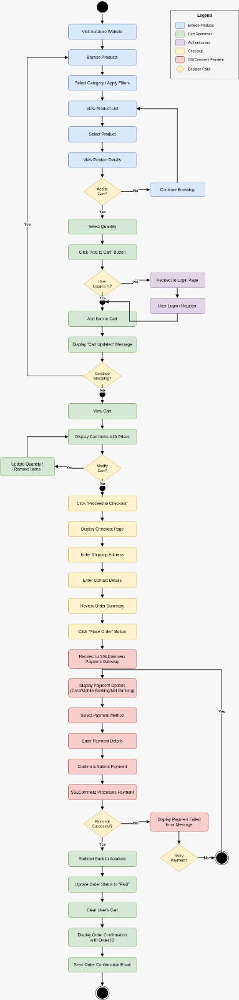 Legend
Browse Products
Cart Operations
Authentication
Checkout
SSLCommerz Payment
Decision Point
Visit Auraluxe Website
Browse Products
Select Category / Apply Filters
View Product List
Select Product
View Product Details
Add to
Cart?
No
Continue Browsing
Yes
Select Quantity
Yes
Click "Add to Cart" Button
User
Logged In?
No
Redirect to Login Page
Yes
User Login / Register
Add Item to Cart
Display "Cart Updated" Message
Continue
Shopping?
No
View Cart
Display Cart Items with Prices
Update Quantity /
Remove Items
Yes
Modify
Cart?
No
Click "Proceed to Checkout"
Display Checkout Page
Enter Shipping Address
Enter Contact Details
Review Order Summary
Click "Place Order" Button
Redirect to SSLCommerz
Payment Gateway
Display Payment Options
(Card/Mobile Banking/Net Banking)
Yes
Select Payment Method
Enter Payment Details
Confirm & Submit Payment
SSLCommerz Processes Payment
Payment
Successful?
No
Display Payment Failed
Error Message
Yes
Retry
Payment?
No
Redirect Back to Auraluxe
Update Order Status to "Paid"
Clear User's Cart
Display Order Confirmation
with Order ID
Send Order Confirmation Email